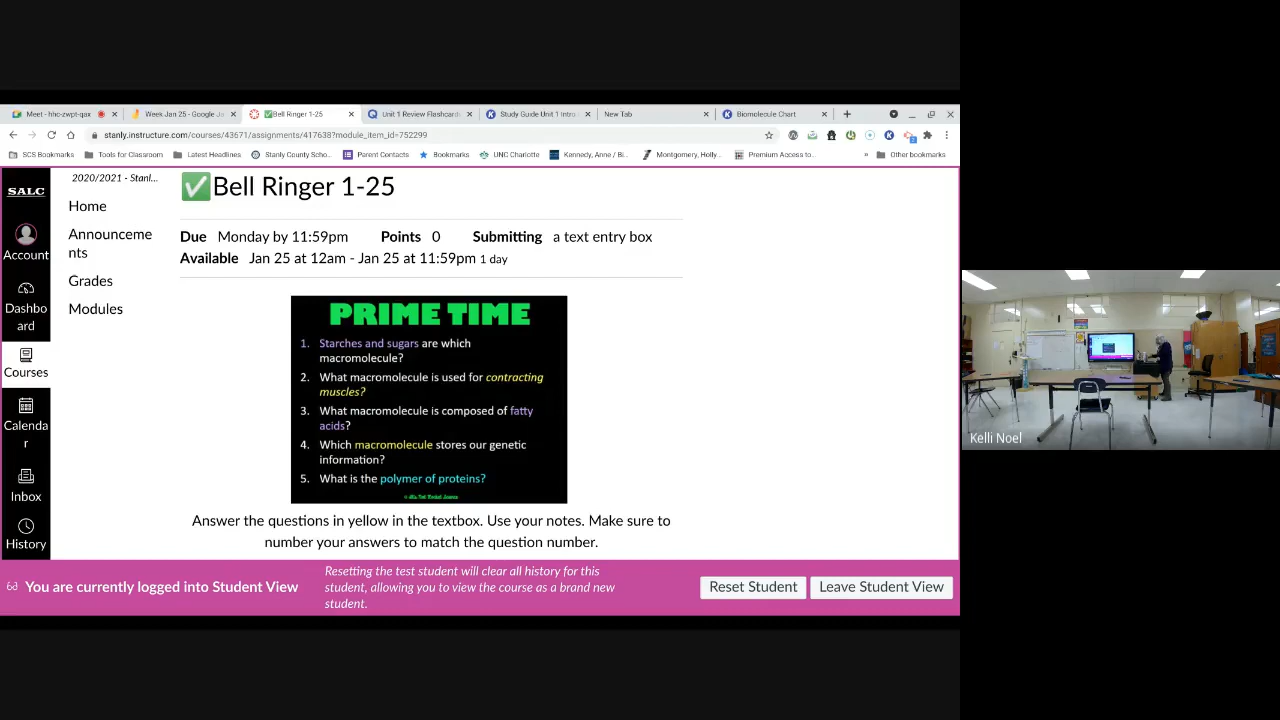 Meet - hhc-zwpt-qax
Week Jan 25 - Google Jo
✅Bell Ringer 1-25
Unit 1 Review Flashcards
Study Guide Unit 1 Intro
New Tab
Biomolecule Chart
stanly.instructure.com/courses/43671/assignments/417638?module_item_id=752299
SCS Bookmarks
Tools for Classroom
Latest Headlines
Stanly County Scho...
Parent Contacts
Bookmarks
UNC Charlotte
Kennedy, Anne / Bi...
Montgomery, Holly...
Premium Access to...
» Other bookmarks
SALC
Account
Dashbo
ard
Courses
Calenda
r
Inbox
History
2020/2021 - Stanl...
Home
Announceme
nts
Grades
Modules
✅Bell Ringer 1-25
Due Monday by 11:59pm Points 0 Submitting a text entry box
Available Jan 25 at 12am - Jan 25 at 11:59pm 1 day
PRIME TIME
1. Starches and sugars are which
macromolecule?
2. What macromolecule is used for contracting
muscles?
3. What macromolecule is composed of fatty
acids?
4. Which macromolecule stores our genetic
information?
5. What is the polymer of proteins?
Answer the questions in yellow in the textbox. Use your notes. Make sure to
number your answers to match the question number.
You are currently logged into Student View
Resetting the test student will clear all history for this
student, allowing you to view the course as a brand new
student.
Reset Student
Leave Student View
Kelli Noel